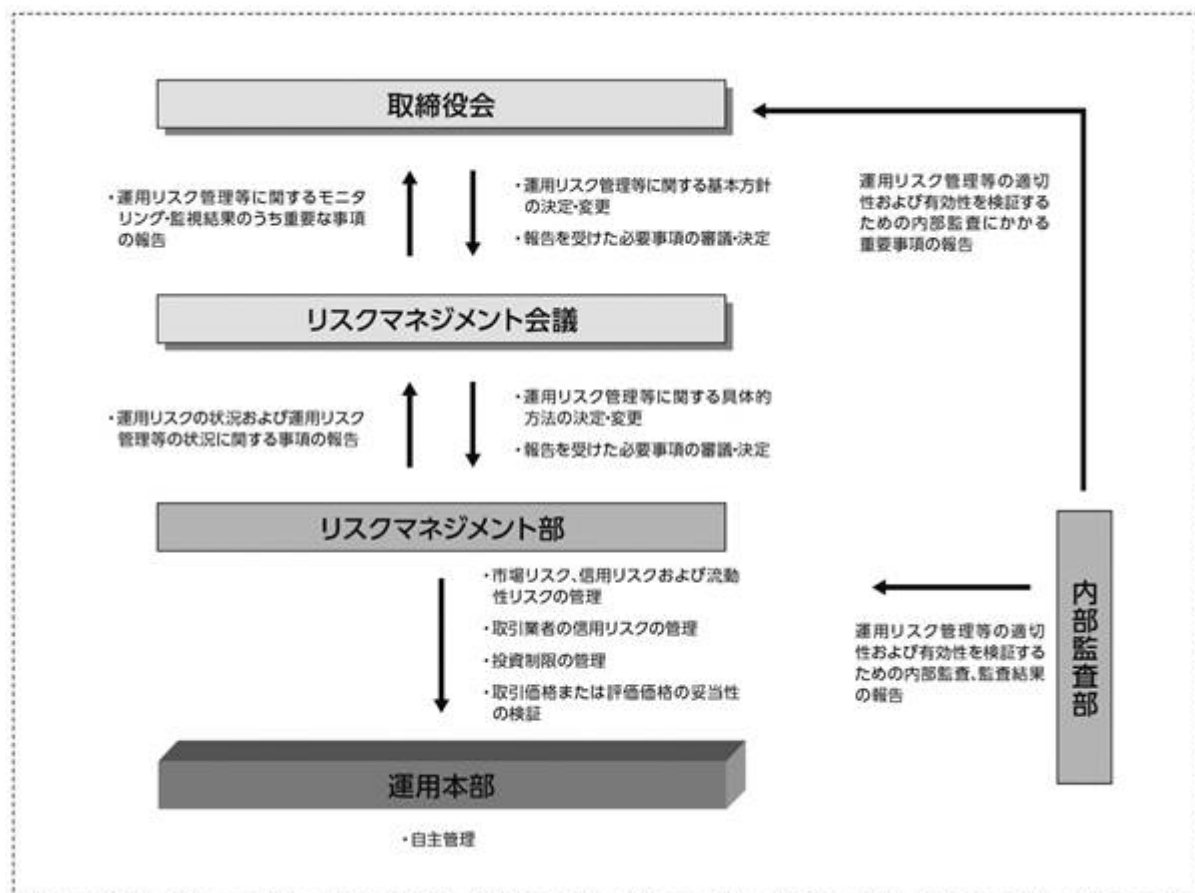 取締役会
・運用リスク管理等に関するモニタ
リング・監視結果のうち重要な事項
の報告
・運用リスク管理等に関する基本方針
の決定・変更
・報告を受けた必要事項の審議・決定
運用リスク管理等の適切
性および有効性を検証する
ための内部監査にかかる
重要事項の報告
リスクマネジメント会議
・運用リスクの状況および運用リスク
管理等の状況に関する事項の報告
・運用リスク管理等に関する具体的
方法の決定・変更
・報告を受けた必要事項の審議・決定
リスクマネジメント部
・市場リスク、信用リスクおよび流動
性リスクの管理
・取引業者の信用リスクの管理
・投資制限の管理
・取引価格または評価価格の妥当性
の検証
運用リスク管理等の適切
性および有効性を検証する
ための内部監査、監査結果
の報告
内部監査部
運用本部
・自主管理